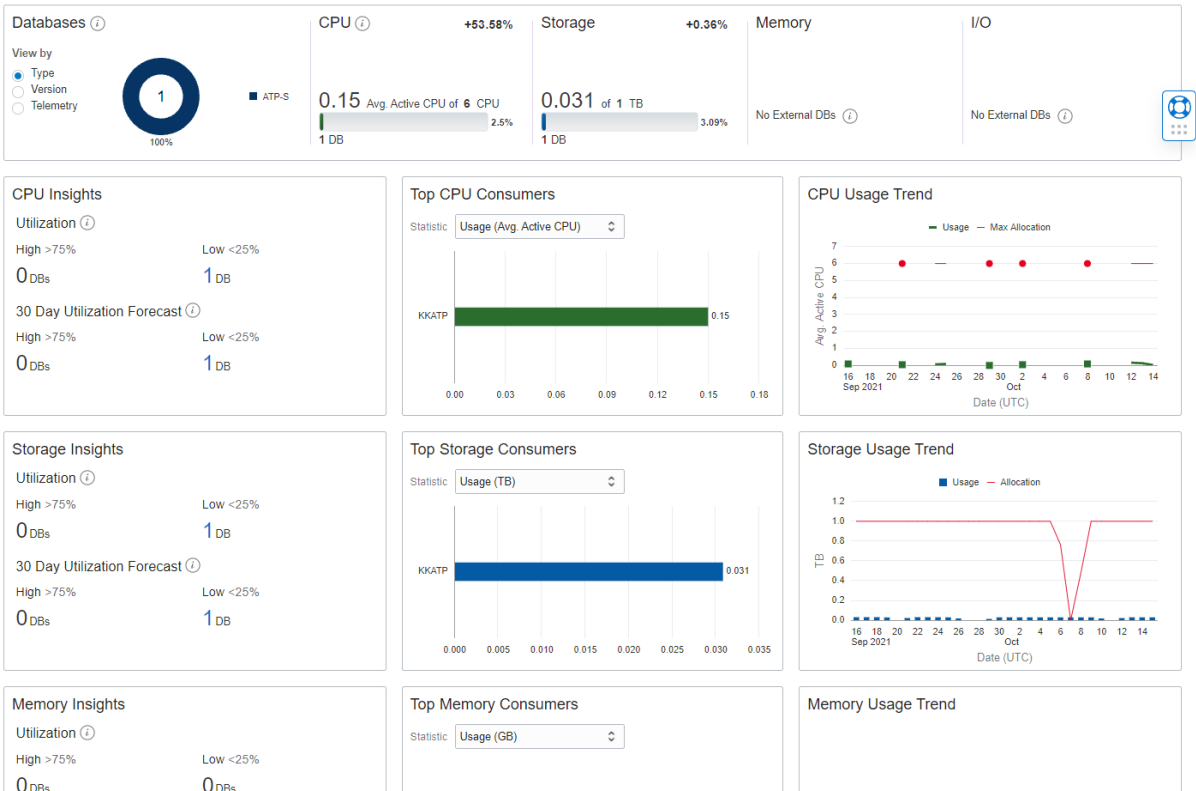 Databases
View by
Type
Version
Telemetry
1
100%
ATP-S
CPU +53.58%
0.15 Avg. Active CPU of 6 CPU
2.5%
1 DB
Storage +0.36%
0.031 of 1 TB
3.09%
1 DB
Memory
No External DBs
I/O
No External DBs
CPU Insights
Utilization
High >75% Low <25%
0 DBs 1 DB
30 Day Utilization Forecast
High >75% Low <25%
0 DBs 1 DB
Top CPU Consumers
Statistic Usage (Avg. Active CPU)
KKATP 0.15
0.00 0.03 0.06 0.09 0.12 0.15 0.18
CPU Usage Trend
Usage Max Allocation
Avg. Active CPU
7
6
5
4
3
2
1
0
16 18 20 22 24 26 28 30 2 4 6 8 10 12 14
Sep 2021 Oct
Date (UTC)
Storage Insights
Utilization
High >75% Low <25%
0 DBs 1 DB
30 Day Utilization Forecast
High >75% Low <25%
0 DBs 1 DB
Top Storage Consumers
Statistic Usage (TB)
KKATP 0.031
0.000 0.005 0.010 0.015 0.020 0.025 0.030 0.035
Storage Usage Trend
Usage Allocation
TB
1.2
1.0
0.8
0.6
0.4
0.2
0.0
16 18 20 22 24 26 28 30 2 4 6 8 10 12 14
Sep 2021 Oct
Date (UTC)
Memory Insights
Utilization
High >75% Low <25%
0 DBs 0 DBs
Top Memory Consumers
Statistic Usage (GB)
Memory Usage Trend